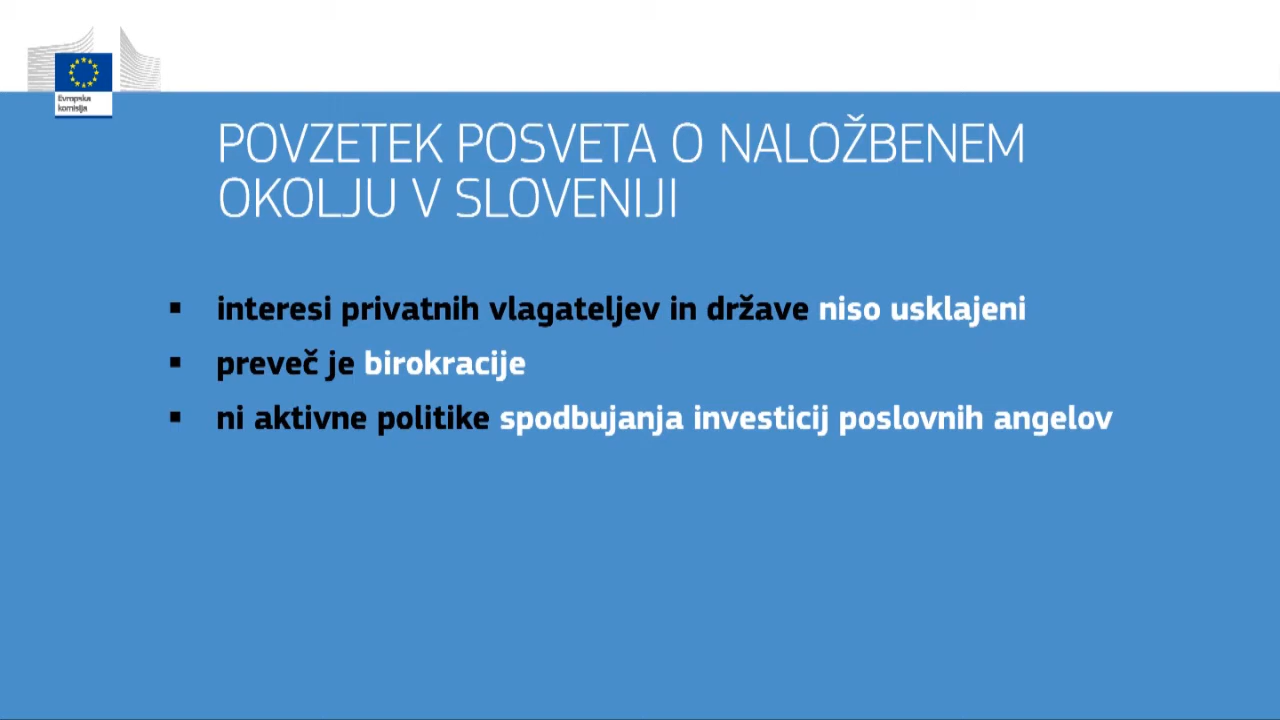 Evropska
komisija
POVZETEK POSVETA O NALOŽBENEM
OKOLJU V SLOVENIJI
▪ interesi privatnih vlagateljev in države niso usklajeni
▪ preveč je birokracije
▪ ni aktivne politike spodbujanja investicij poslovnih angelov